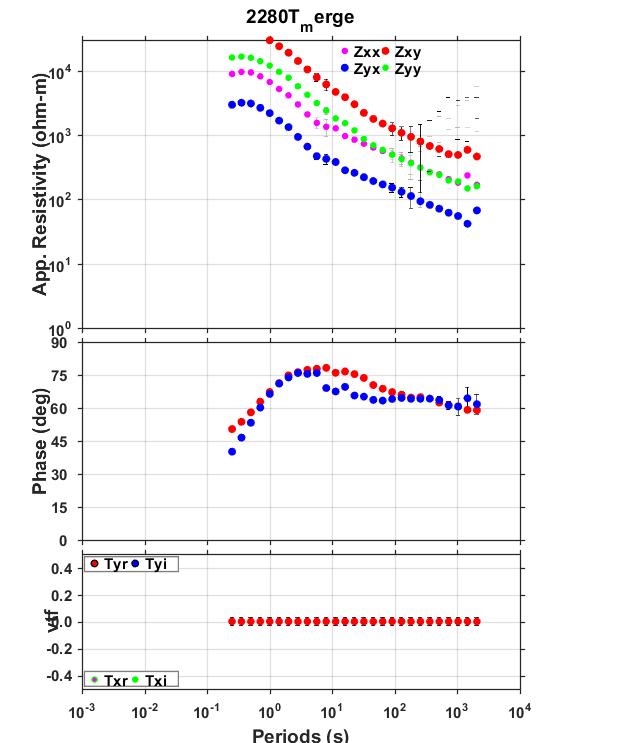 2280T_merge
Zxx Zxy
Zyx Zyy
App. Resistivity (ohm-m)
10^4
10^3
10^2
10^1
10^0
Phase (deg)
90
75
60
45
30
15
0
Tyr Tyi
vtf
0.4
0.2
0.0
-0.2
-0.4
Txr Txi
10^-3 10^-2 10^-1 10^0 10^1 10^2 10^3 10^4
Periods (s)